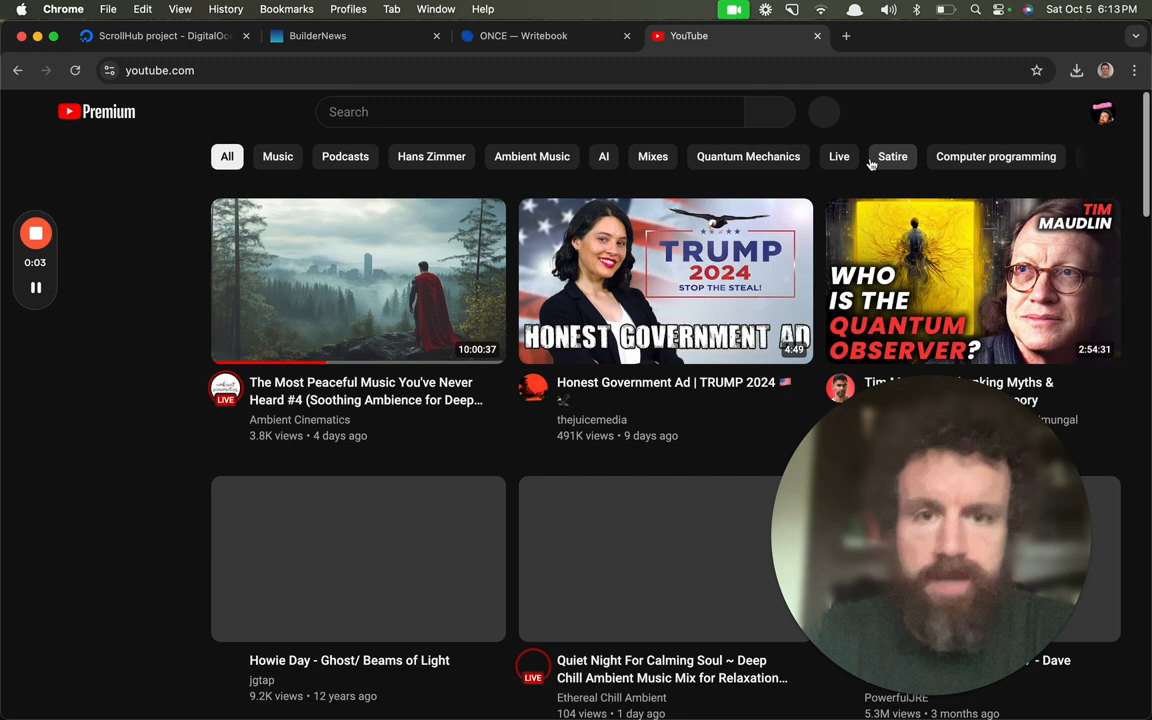 Chrome File Edit View History Bookmarks Profiles Tab Window Help Sat Oct 5 6:13 PM
ScrollHub project - DigitalOc
BuilderNews
ONCE — Writebook
YouTube
youtube.com
Premium
Search
All
Music
Podcasts
Hans Zimmer
Ambient Music
AI
Mixes
Quantum Mechanics
Live
Satire
Computer programming
0:03
10:00:37
TRUMP
2024
STOP THE STEAL!
HONEST GOVERNMENT AD
4:49
TIM
MAUDLIN
WHO
IS THE
QUANTUM
OBSERVER?
2:54:31
LIVE
The Most Peaceful Music You've Never
Heard #4 (Soothing Ambience for Deep...
Ambient Cinematics
3.8K views • 4 days ago
Honest Government Ad | TRUMP 2024 🇺🇸
thejuicemedia
491K views • 9 days ago
Myths &
Howie Day - Ghost/ Beams of Light
jgtap
9.2K views • 12 years ago
LIVE
Quiet Night For Calming Soul ~ Deep
Chill Ambient Music Mix for Relaxation...
Ethereal Chill Ambient
104 views • 1 day ago
- Dave
PowerfulJRE
5.3M views • 3 months ago